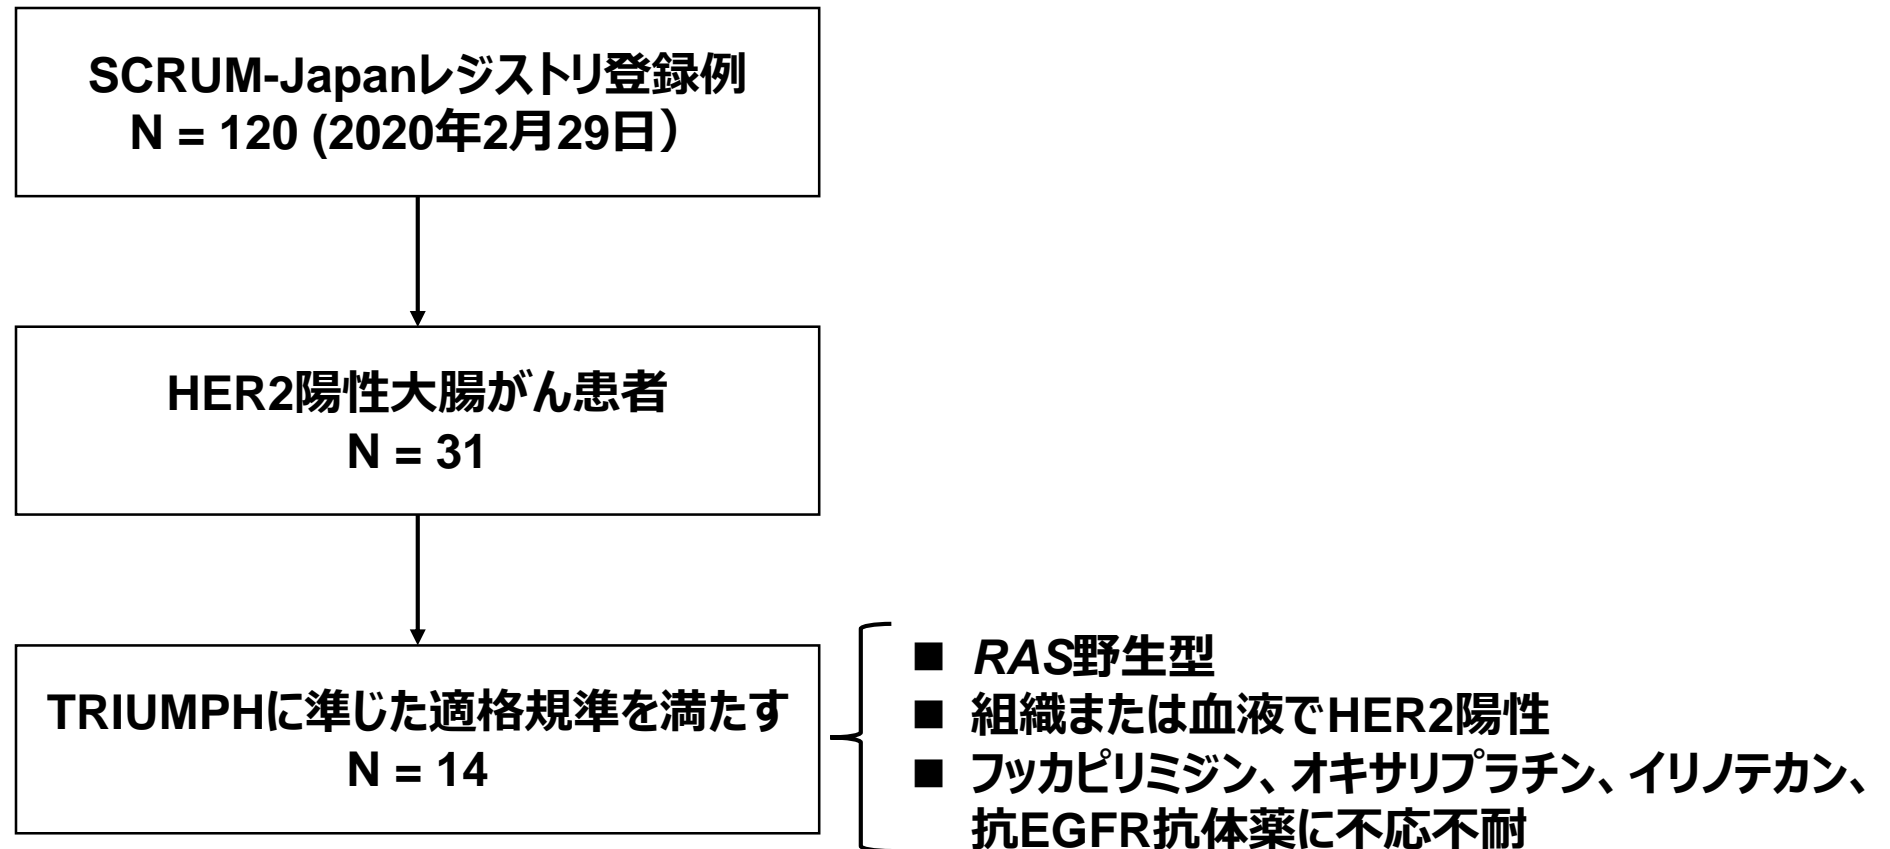 SCRUM-Japanレジストリ登録例
N = 120 (2020年2月29日）
HER2陽性大腸がん患者
N = 31
TRIUMPHに準じた適格規準を満たす
N = 14
■ RAS野生型
■ 組織または血液でHER2陽性
■ フッカピリミジン、オキサリプラチン、イリノテカン、
抗EGFR抗体薬に不応不耐